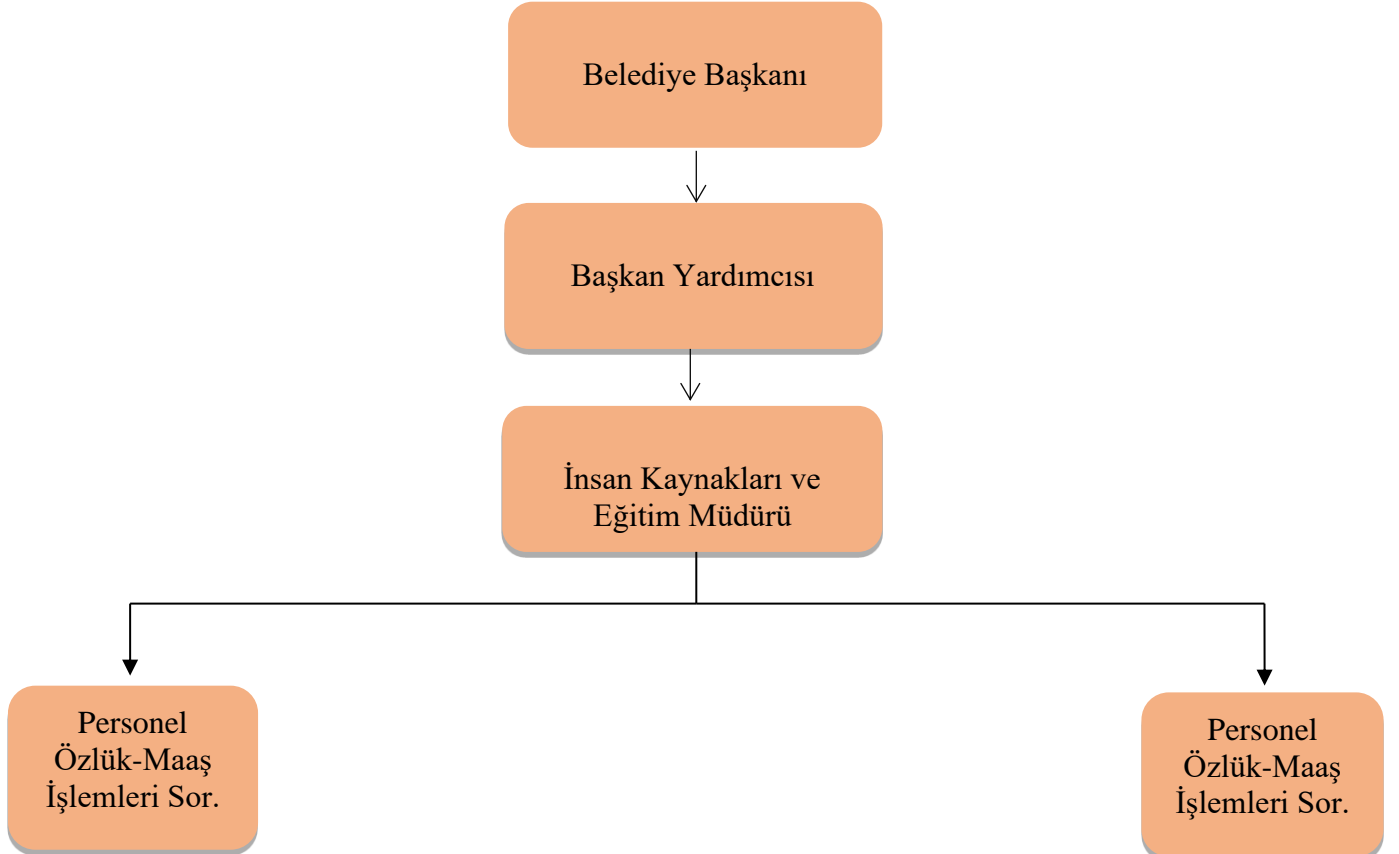 Belediye Başkanı
Başkan Yardımcısı
İnsan Kaynakları ve
Eğitim Müdürü
Personel
Özlük-Maaş
İşlemleri Sor.
Personel
Özlük-Maaş
İşlemleri Sor.